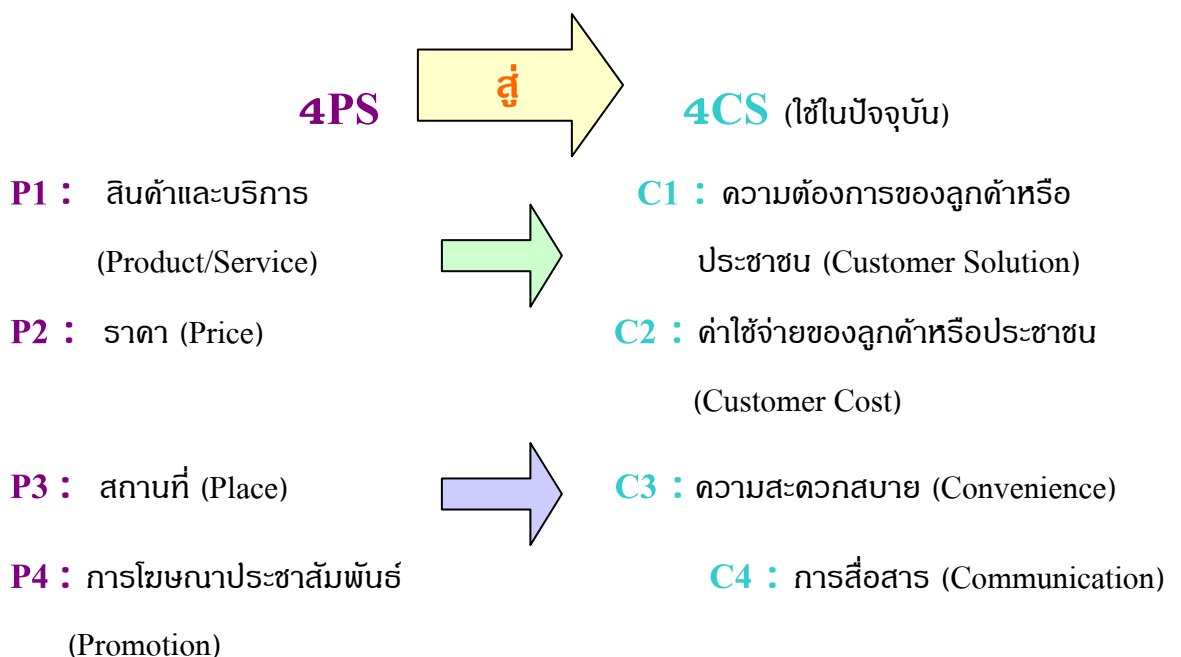 4PS สู่ 4CS (ใช้ในปัจจุบัน)
P1 : สินค้าและบริการ
(Product/Service)
C1 : ความต้องการของลูกค้าหรือ
ประชาชน (Customer Solution)
P2 : ราคา (Price)
C2 : ค่าใช้จ่ายของลูกค้าหรือประชาชน
(Customer Cost)
P3 : สถานที่ (Place)
C3 : ความสะดวกสบาย (Convenience)
P4 : การโฆษณาประชาสัมพันธ์
(Promotion)
C4 : การสื่อสาร (Communication)